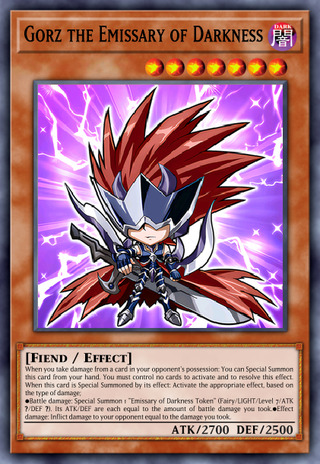 Gorz the Emissary of Darkness
DARK
闇
[Fiend / Effect]
When you take damage from a card in your opponent's possession: You can Special Summon
this card from your hand. You must control no cards to activate and to resolve this effect.
When this card is Special Summoned by its effect: Activate the appropriate effect, based on
the type of damage;
●Battle damage: Special Summon 1 "Emissary of Darkness Token" (Fairy/LIGHT/Level 7/ATK
?/DEF ?). Its ATK/DEF are each equal to the amount of battle damage you took.●Effect
damage: Inflict damage to your opponent equal to the damage you took.
ATK/2700 DEF/2500